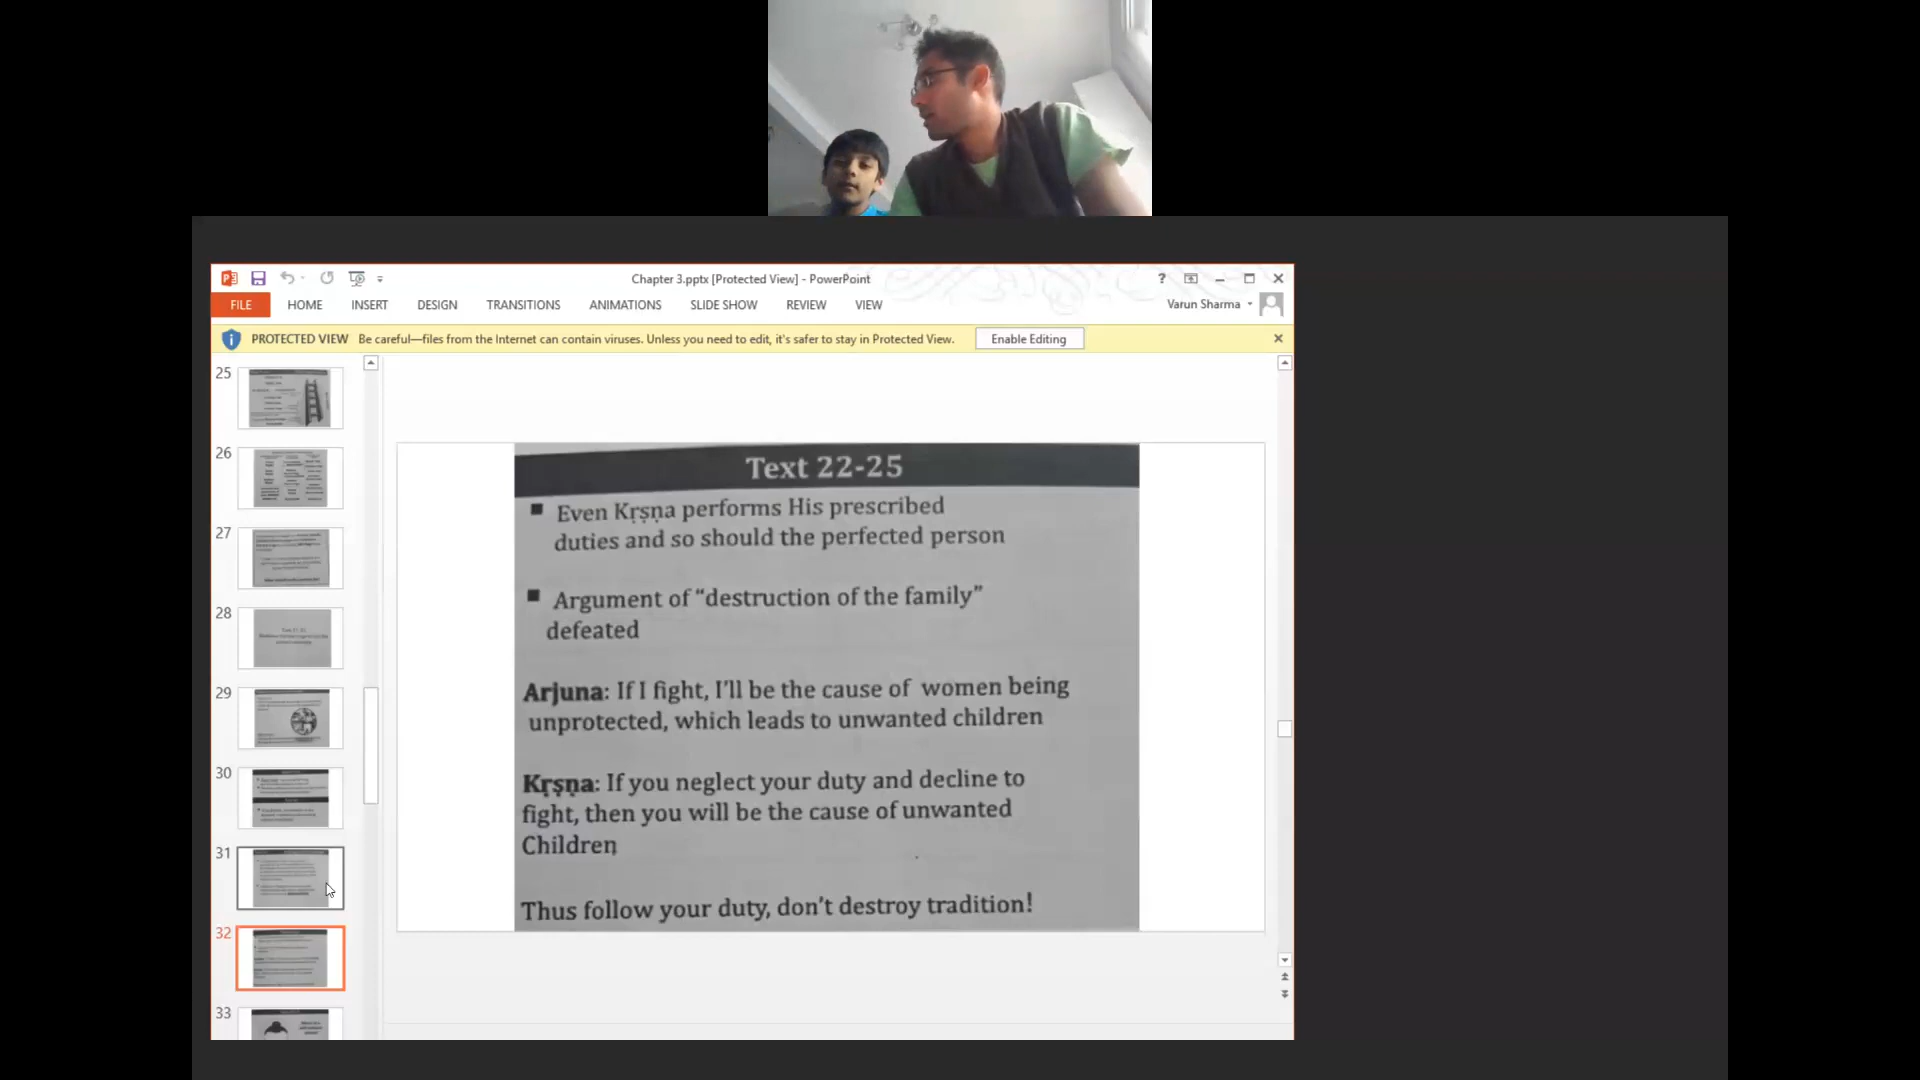 Chapter 3.pptx [Protected View] - PowerPoint
?
FILE HOME INSERT DESIGN TRANSITIONS ANIMATIONS SLIDE SHOW REVIEW VIEW
Varun Sharma
PROTECTED VIEW Be careful—files from the Internet can contain viruses. Unless you need to edit, it's safer to stay in Protected View. Enable Editing
25
26
27
28
29
30
31
32
33
Text 22-25
Even Kṛṣṇa performs His prescribed
duties and so should the perfected person
Argument of “destruction of the family”
defeated
Arjuna: If I fight, I’ll be the cause of women being
unprotected, which leads to unwanted children
Kṛṣṇa: If you neglect your duty and decline to
fight, then you will be the cause of unwanted
Children
Thus follow your duty, don’t destroy tradition!